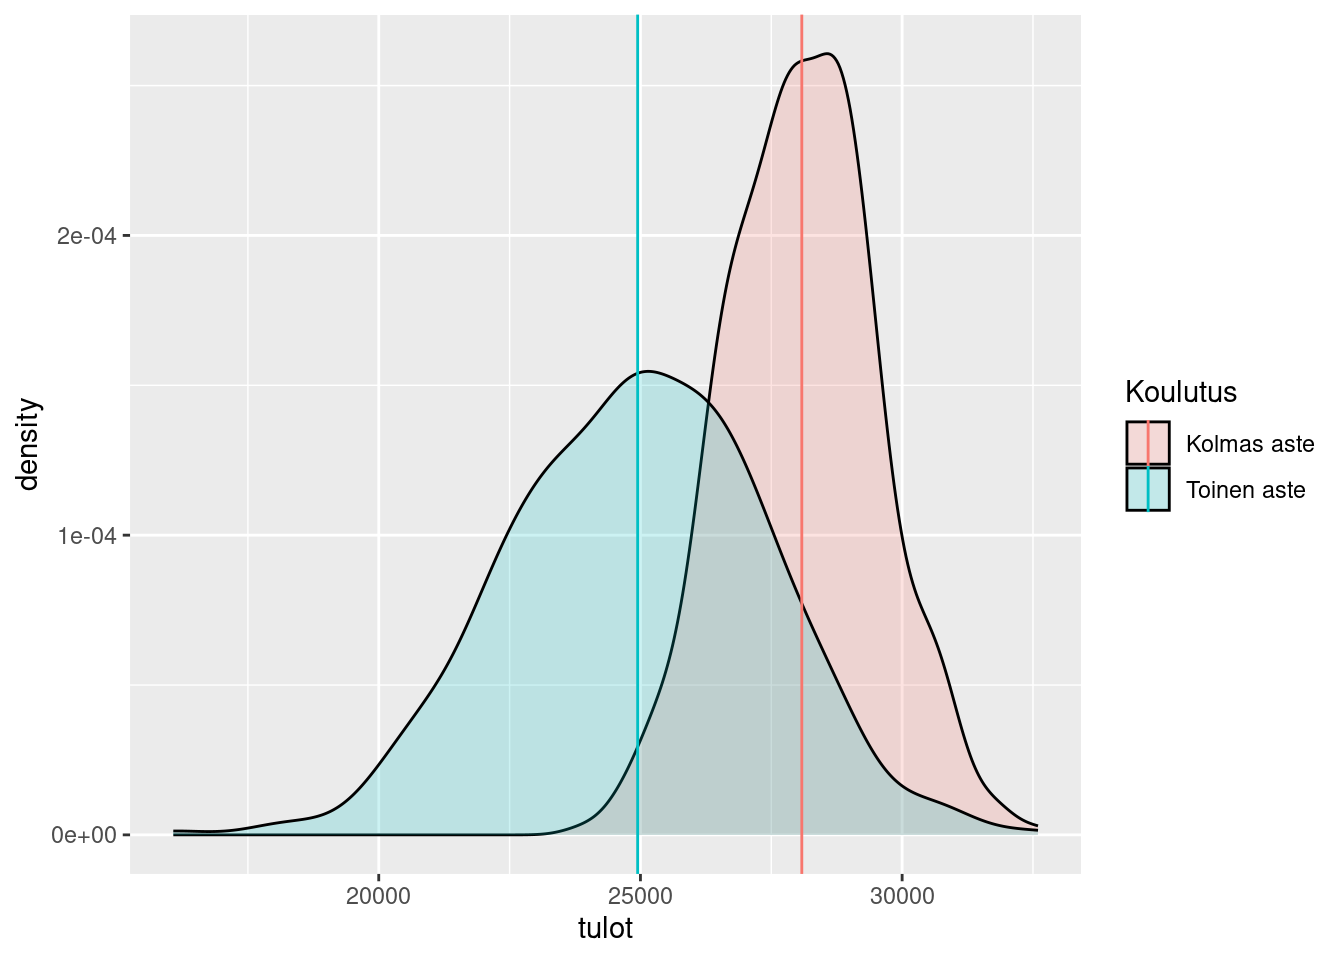 density
2e-04
1e-04
0e+00
20000 25000 30000
tulot
Koulutus
Kolmas aste
Toinen aste